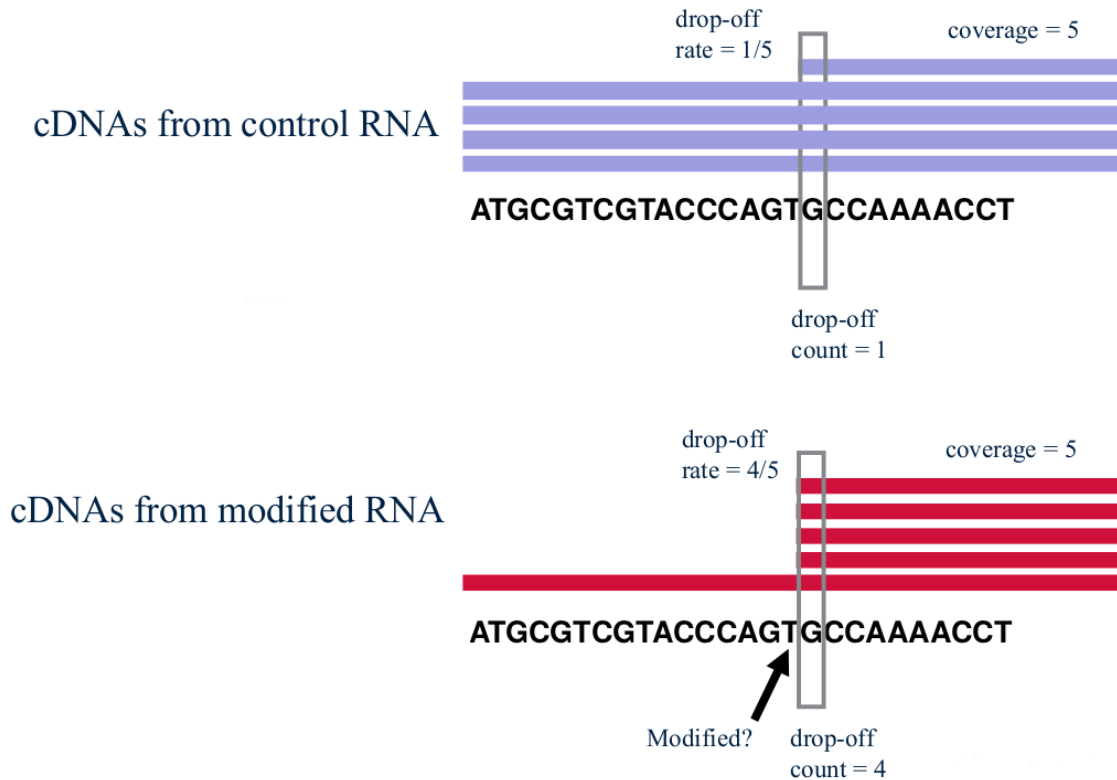 drop-off
rate = 1/5
coverage = 5
cDNAs from control RNA
ATGCGTCGTACCCAGTGCCAAAACCT
drop-off
count = 1
drop-off
rate = 4/5
coverage = 5
cDNAs from modified RNA
ATGCGTCGTACCCAGTGCCAAAACCT
Modified?
drop-off
count = 4